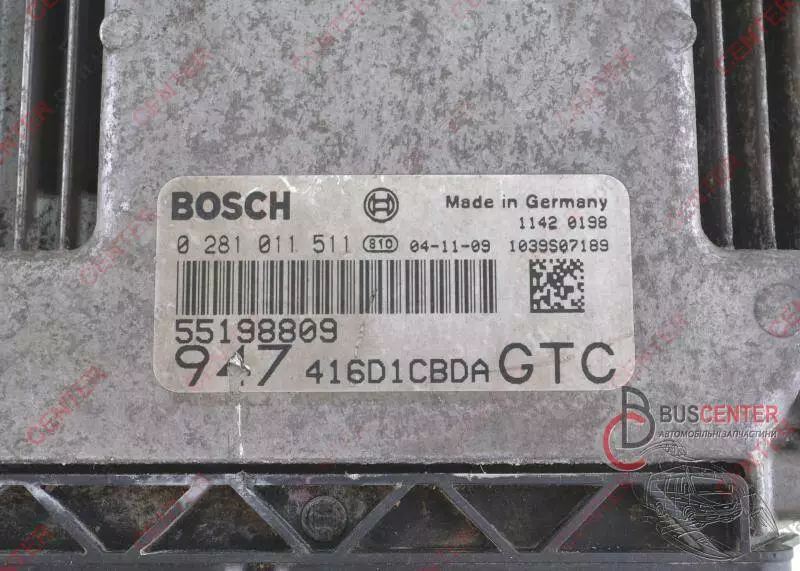 BOSCH
Made in Germany
1142 0198
0 281 011 511 810 04-11-09 1039S07189
55198809
947 416D1CBDA GTC
BUSCENTER
АВТОМОБІЛЬНІ ЗАПЧАСТИНИ